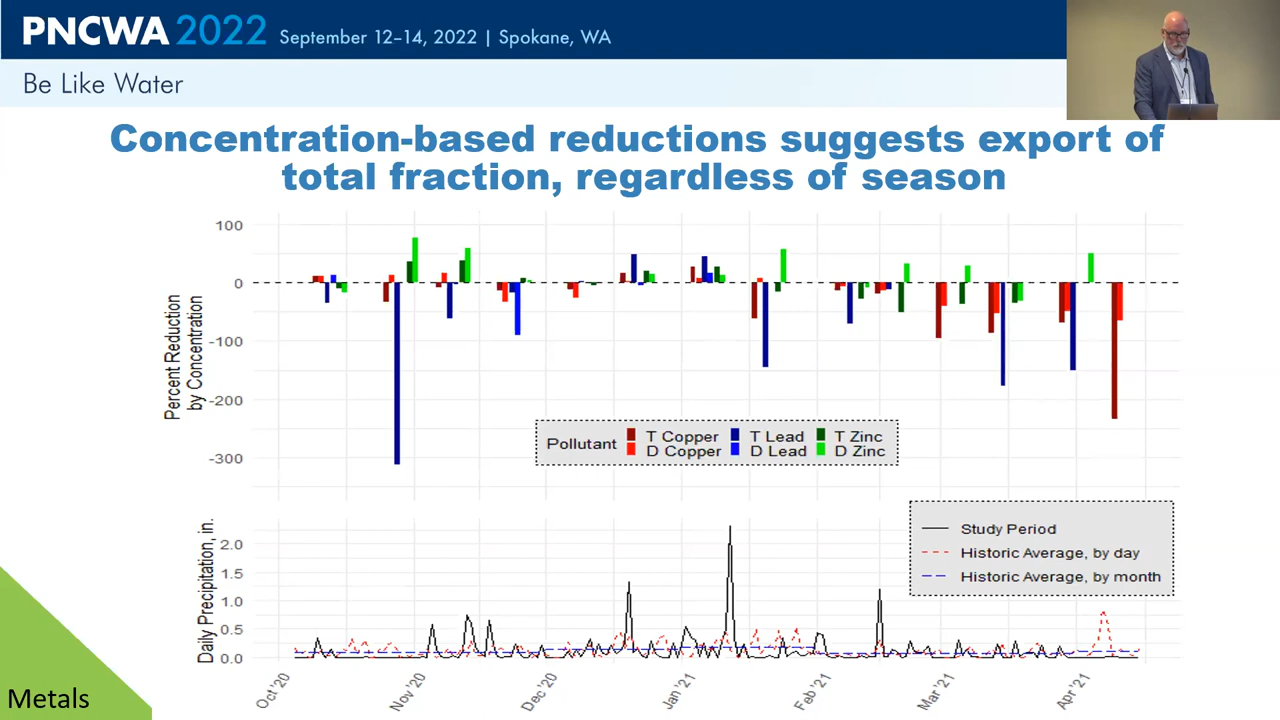 PNCWA 2022 September 12–14, 2022 | Spokane, WA
Be Like Water
Concentration-based reductions suggests export of
total fraction, regardless of season
Percent Reduction
by Concentration
100
0
-100
-200
-300
Pollutant
T Copper
T Lead
T Zinc
D Copper
D Lead
D Zinc
Daily Precipitation, in.
2.0
1.5
1.0
0.5
0.0
Study Period
Historic Average, by day
Historic Average, by month
Oct '20
Nov '20
Dec '20
Jan '21
Feb '21
Mar '21
Apr '21
Metals